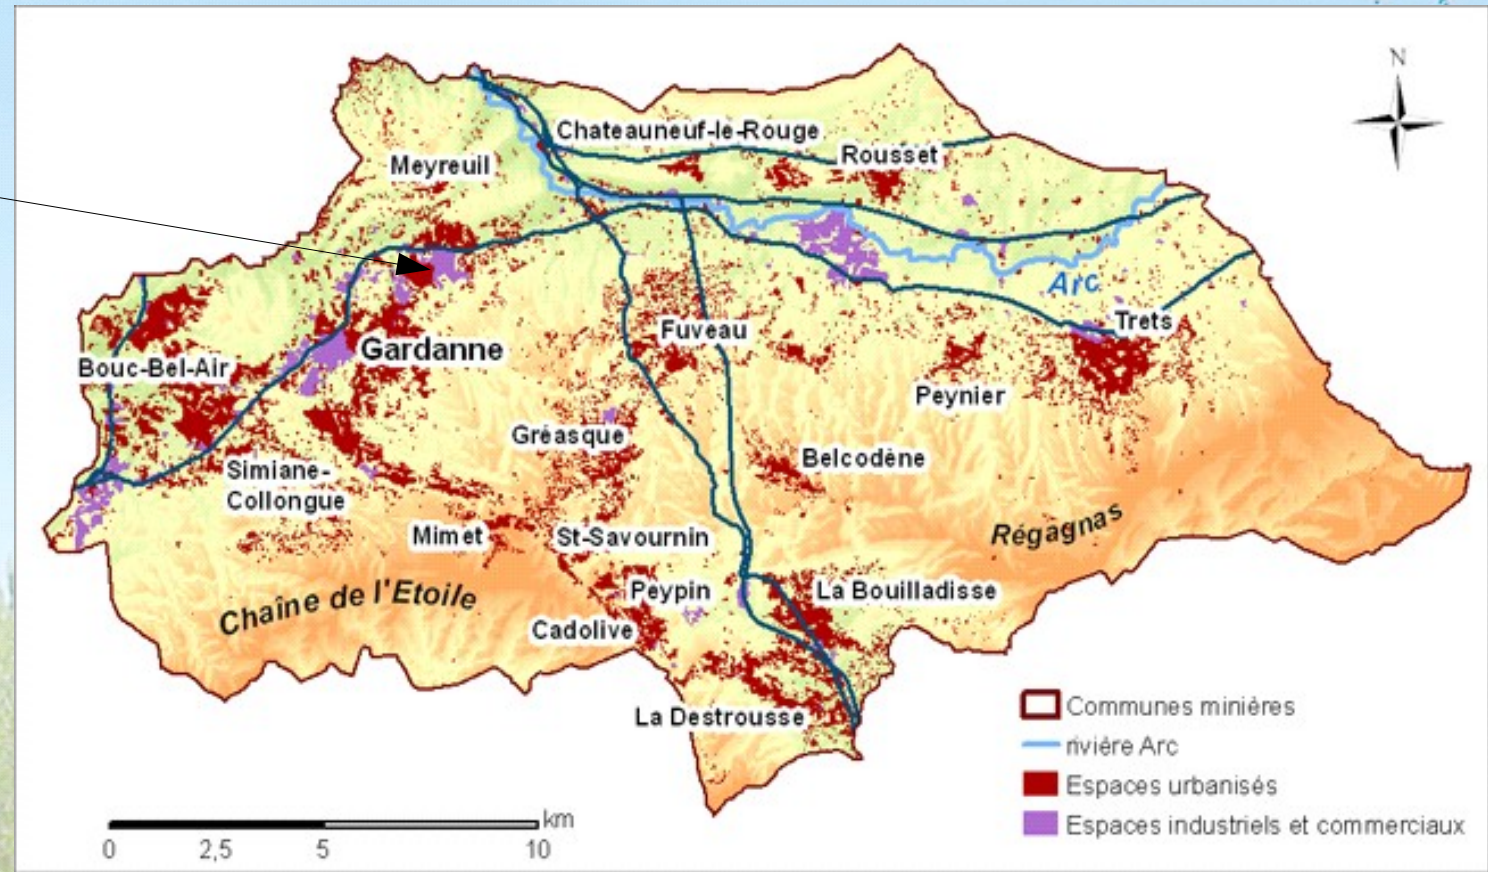 N
Chateauneuf-le-Rouge
Rousset
Meyreuil
Arc
Trets
Fuveau
Gardanne
Bouc-Bel-Air
Peynier
Gréasque
Belcodène
Simiane-
Collongue
Mimet
St-Savournin
Régagnas
Peypin
La Bouilladisse
Chaîne de l'Etoile
Cadolive
La Destrousse
Communes minières
rivière Arc
Espaces urbanisés
Espaces industriels et commerciaux
km
0 2,5 5 10